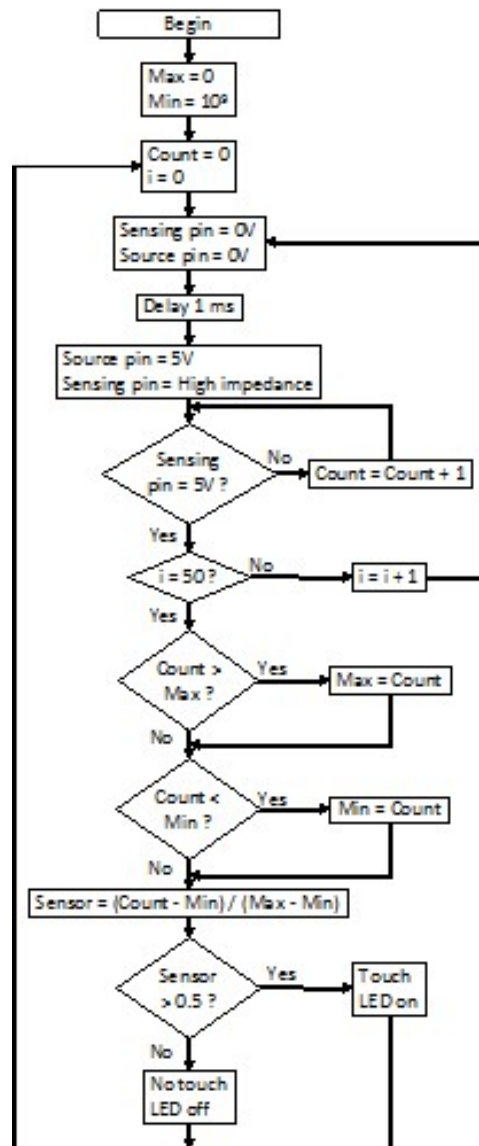 Begin
Max = 0
Min = 10⁹
Count = 0
i = 0
Sensing pin = 0V
Source pin = 0V
Delay 1 ms
Source pin = 5V
Sensing pin = High impedance
Sensing
pin = 5V ?
No
Count = Count + 1
Yes
i = 50 ?
No
i = i + 1
Yes
Count >
Max ?
Yes
Max = Count
No
Count <
Min ?
Yes
Min = Count
No
Sensor = (Count - Min) / (Max - Min)
Sensor
> 0.5 ?
Yes
Touch
LED on
No
No touch
LED off